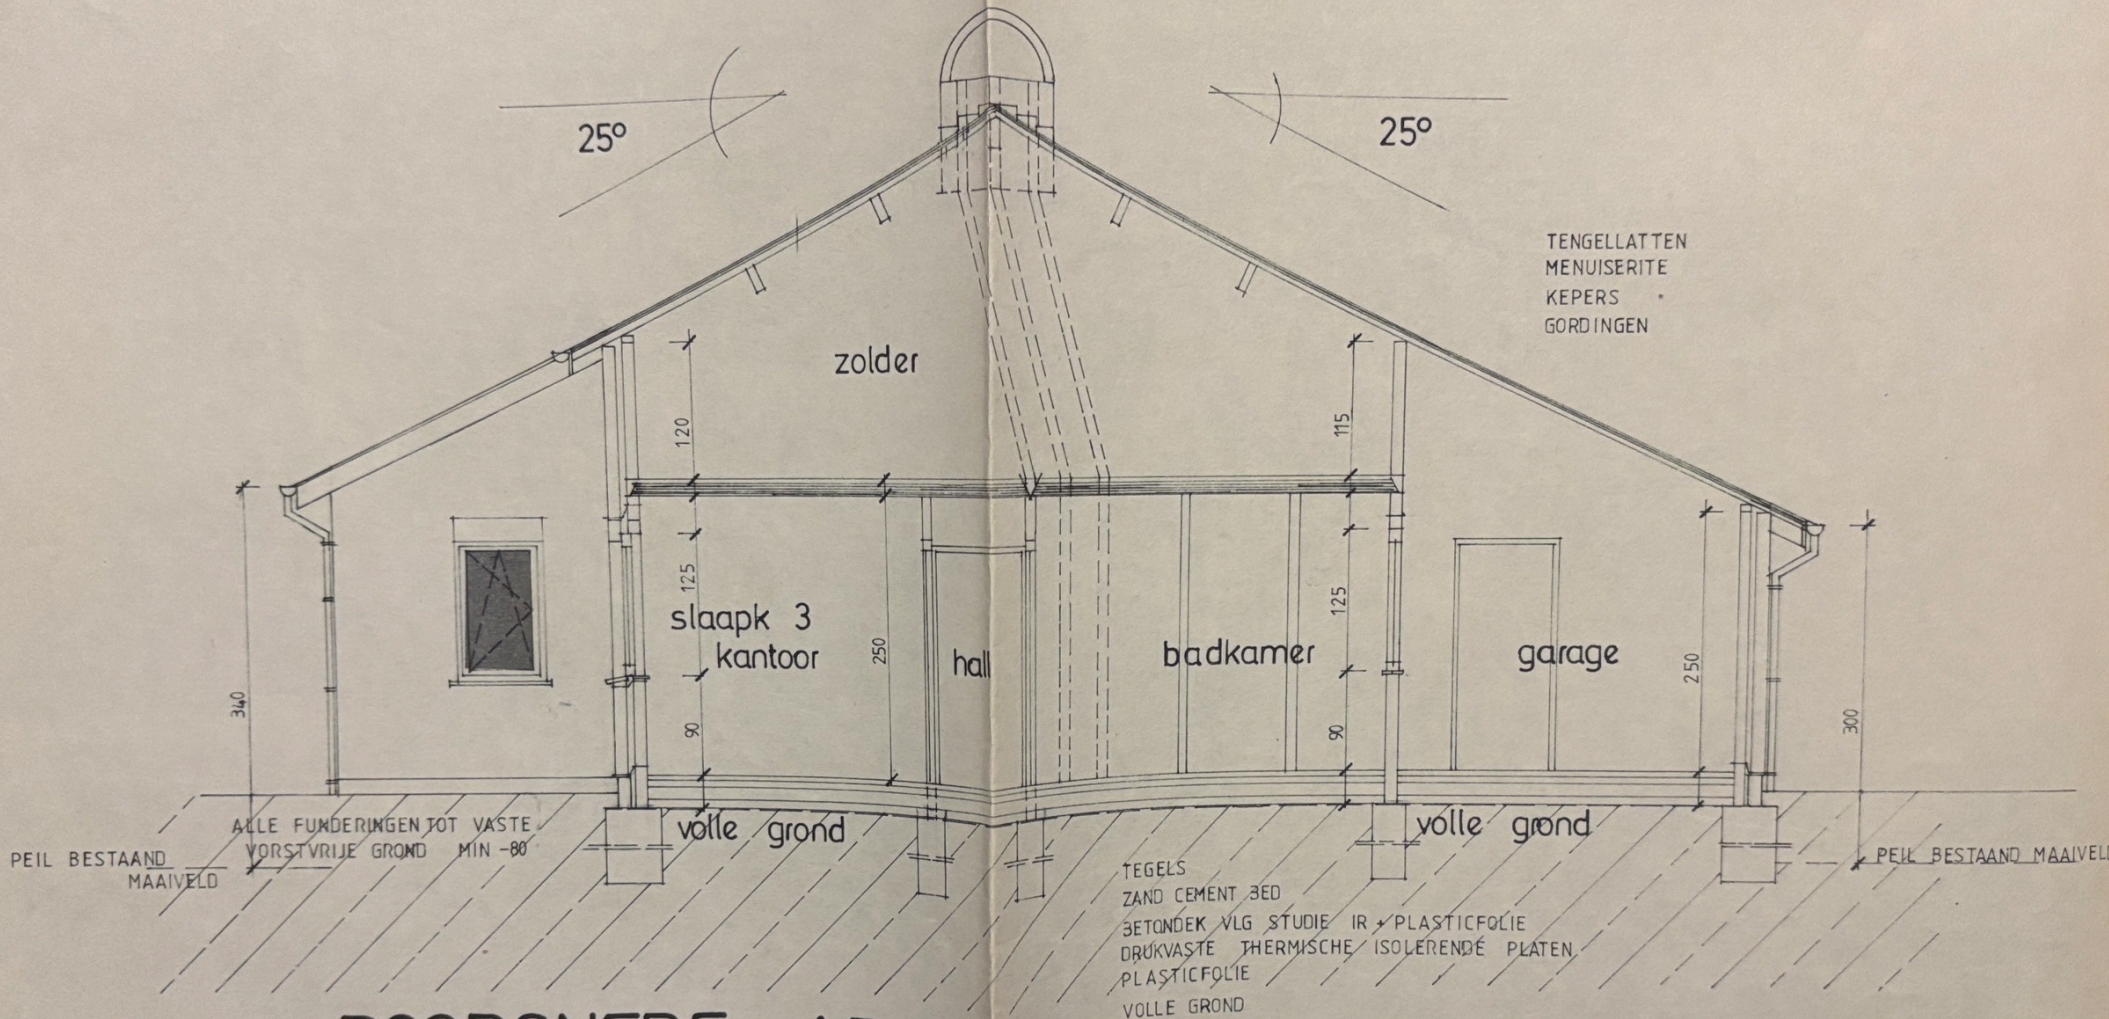 25°
25°
TENGELLATTEN
MENUISERITE
KEPERS
GORDINGEN
zolder
120
115
125
slaapk 3
kantoor
250
hall
badkamer
125
garage
250
340
90
90
300
volle grond
volle grond
ALLE FUNDERINGEN TOT VASTE
VORSTVRIJE GROND MIN -80
PEIL BESTAAND
MAAIVELD
PEIL BESTAAND MAAIVELD
TEGELS
ZAND CEMENT BED
BETONDEK VLG STUDIE IR + PLASTICFOLIE
DRUKVASTE THERMISCHE ISOLERENDE PLATEN
PLASTICFOLIE
VOLLE GROND